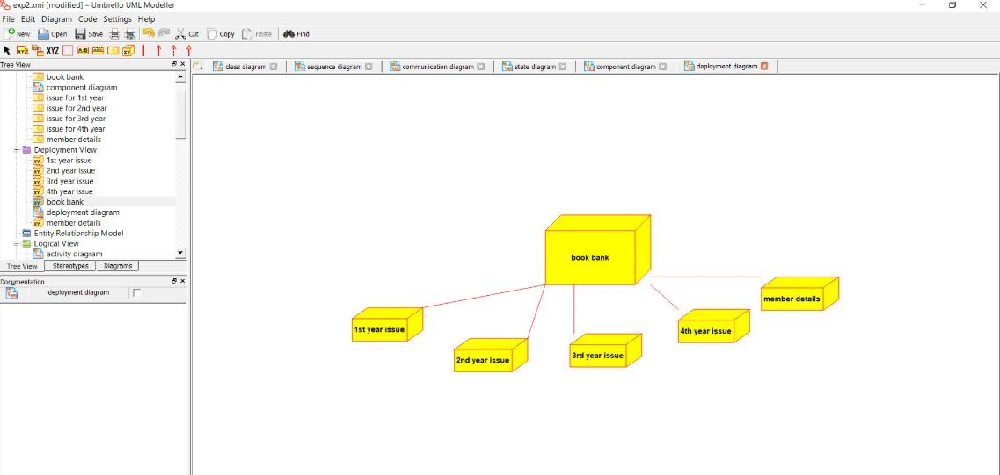 exp2.xmi [modified] – Umbrello UML Modeller
File Edit Diagram Code Settings Help
New Open Save Cut Copy Paste Find
XYZ
Tree View
class diagram sequence diagram communication diagram state diagram component diagram deployment diagram
book bank
component diagram
issue for 1st year
issue for 2nd year
issue for 3rd year
issue for 4th year
member details
Deployment View
1st year issue
2nd year issue
3rd year issue
4th year issue
book bank
deployment diagram
member details
Entity Relationship Model
Logical View
activity diagram
Tree View Stereotypes Diagrams
Documentation
deployment diagram
book bank
member details
1st year issue
4th year issue
2nd year issue
3rd year issue